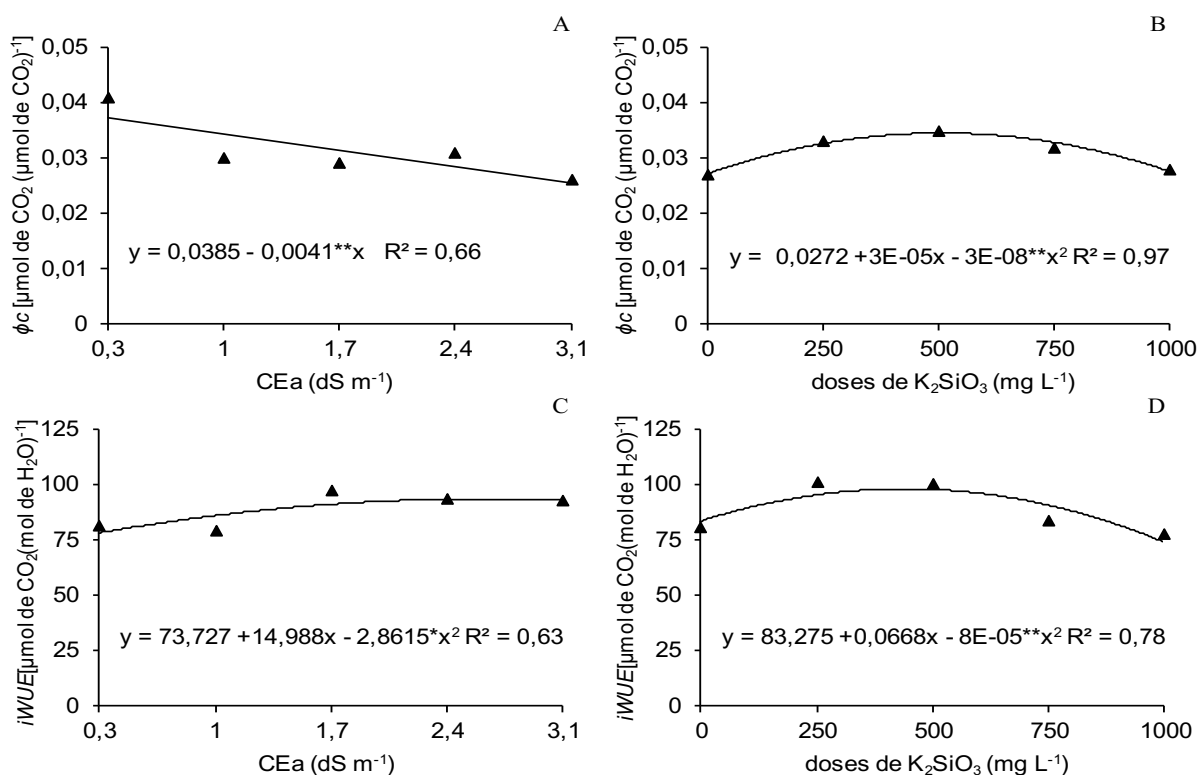 A
ϕc [µmol de CO₂ (µmol de CO₂)⁻¹]
0,05
0,04
0,03
0,02
0,01
0
y = 0,0385 - 0,0041**x R² = 0,66
0,3 1 1,7 2,4 3,1
CEa (dS m⁻¹)
B
ϕc [µmol de CO₂ (µmol de CO₂)⁻¹]
0,05
0,04
0,03
0,02
0,01
0
y = 0,0272 +3E-05x - 3E-08**x² R² = 0,97
0 250 500 750 1000
doses de K₂SiO₃ (mg L⁻¹)
C
iWUE[µmol de CO₂(mol de H₂O)⁻¹]
125
100
75
50
25
0
y = 73,727 +14,988x - 2,8615*x² R² = 0,63
0,3 1 1,7 2,4 3,1
CEa (dS m⁻¹)
D
iWUE[µmol de CO₂(mol de H₂O)⁻¹]
125
100
75
50
25
0
y = 83,275 +0,0668x - 8E-05**x² R² = 0,78
0 250 500 750 1000
doses de K₂SiO₃ (mg L⁻¹)